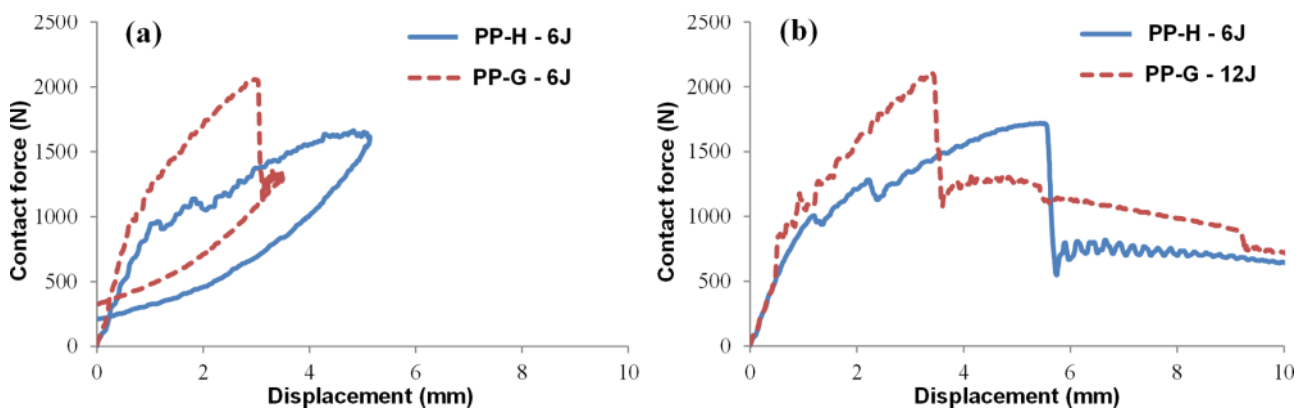 (a)
PP-H - 6J
PP-G - 6J
Contact force (N)
2500
2000
1500
1000
500
0
0 2 4 6 8 10
Displacement (mm)
(b)
PP-H - 6J
PP-G - 12J
Contact force (N)
2500
2000
1500
1000
500
0
0 2 4 6 8 10
Displacement (mm)